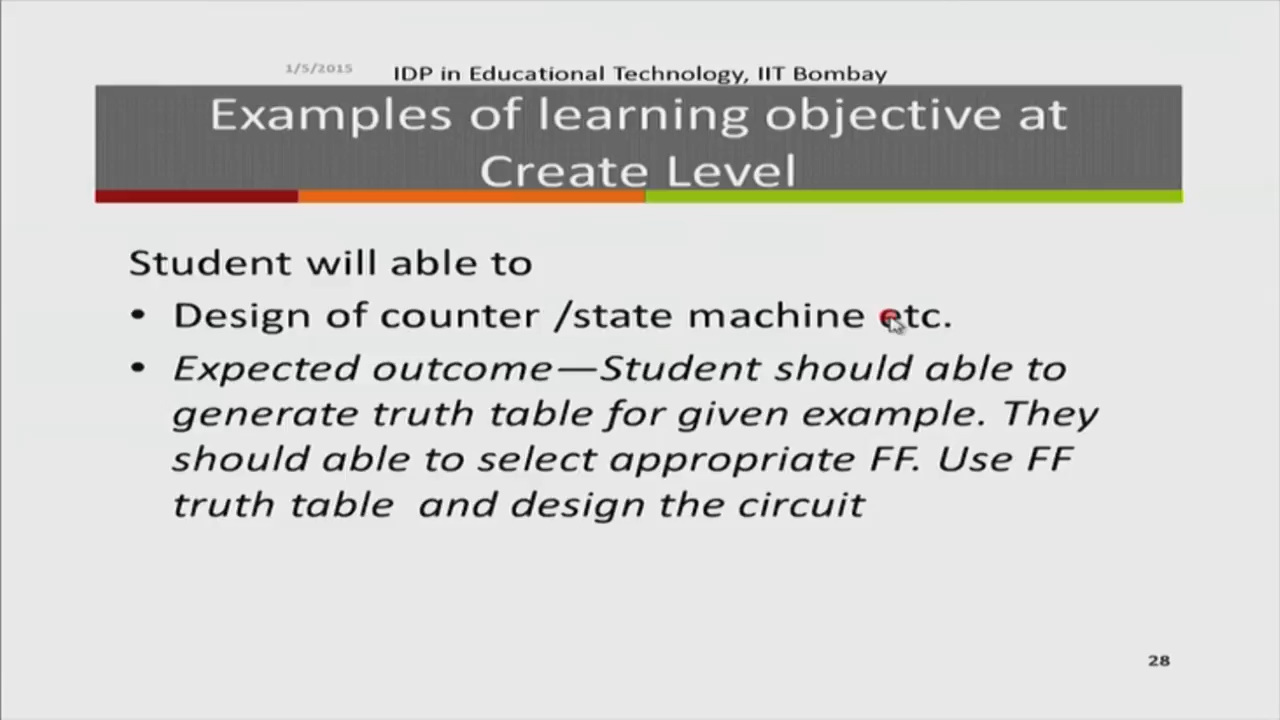 1/5/2015
IDP in Educational Technology, IIT Bombay
Examples of learning objective at
Create Level
Student will able to
• Design of counter /state machine etc.
• Expected outcome—Student should able to
generate truth table for given example. They
should able to select appropriate FF. Use FF
truth table and design the circuit
28